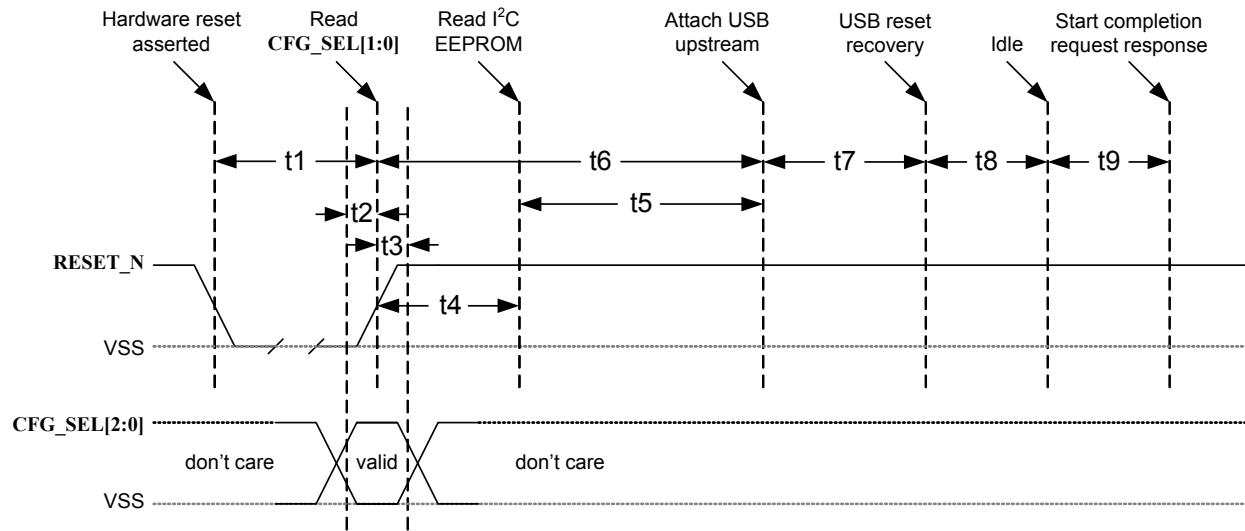 Hardware reset
asserted
Read
CFG_SEL[1:0]
Read I²C
EEPROM
Attach USB
upstream
USB reset
recovery
Idle
Start completion
request response
t1
t6
t7
t8
t9
t2
t5
t3
RESET_N
t4
VSS
CFG_SEL[2:0]
don't care
valid
don't care
VSS